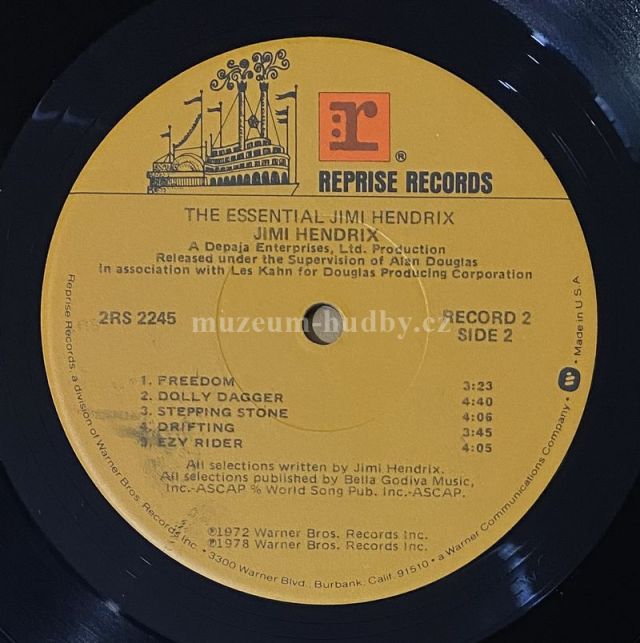 :r
®
REPRISE RECORDS
THE ESSENTIAL JIMI HENDRIX
JIMI HENDRIX
A Depaja Enterprises, Ltd. Production
Released under the Supervision of Alan Douglas
In association with Les Kahn for Douglas Producing Corporation
2RS 2245
RECORD 2
SIDE 2
muzeum-hudby.cz
1. FREEDOM 3:23
2. DOLLY DAGGER 4:40
3. STEPPING STONE 4:06
4. DRIFTING 3:45
5. EZY RIDER 4:05
All selections written by Jimi Hendrix.
All selections published by Bella Godiva Music,
Inc.-ASCAP % World Song Pub. Inc.-ASCAP.
℗1972 Warner Bros. Records Inc.
℗1978 Warner Bros. Records Inc.
Reprise Records, a division of Warner Bros. Records Inc. • 3300 Warner Blvd., Burbank, Calif. 91510 • a Warner Communications Company • W • Made in U.S.A.